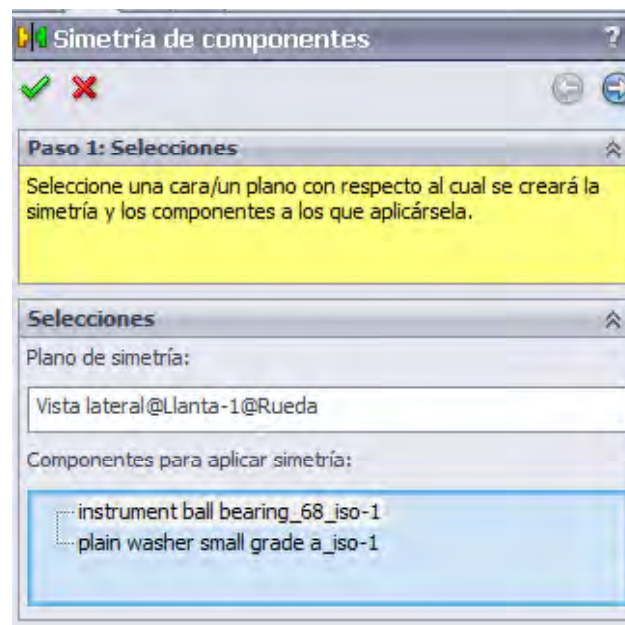 Simetría de componentes ?
Paso 1: Selecciones
Seleccione una cara/un plano con respecto al cual se creará la
simetría y los componentes a los que aplicársela.
Selecciones
Plano de simetría:
Vista lateral@Llanta-1@Rueda
Componentes para aplicar simetría:
instrument ball bearing_68_iso-1
plain washer small grade a_iso-1